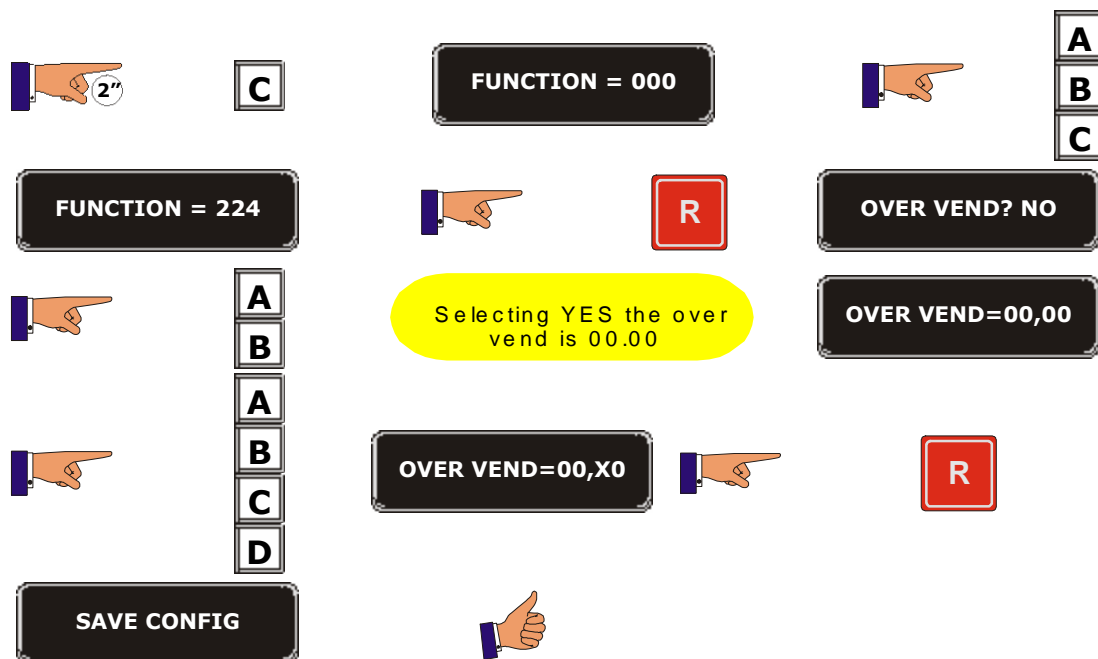 2”
C
FUNCTION = 000
A
B
C
FUNCTION = 224
R
OVER VEND? NO
A
B
Selecting YES the over
vend is 00.00
OVER VEND=00,00
A
B
C
D
OVER VEND=00,X0
R
SAVE CONFIG